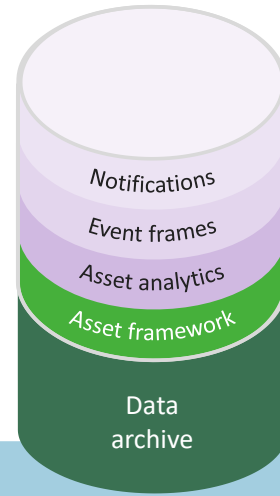 Notifications
Event frames
Asset analytics
Asset framework
Data
archive